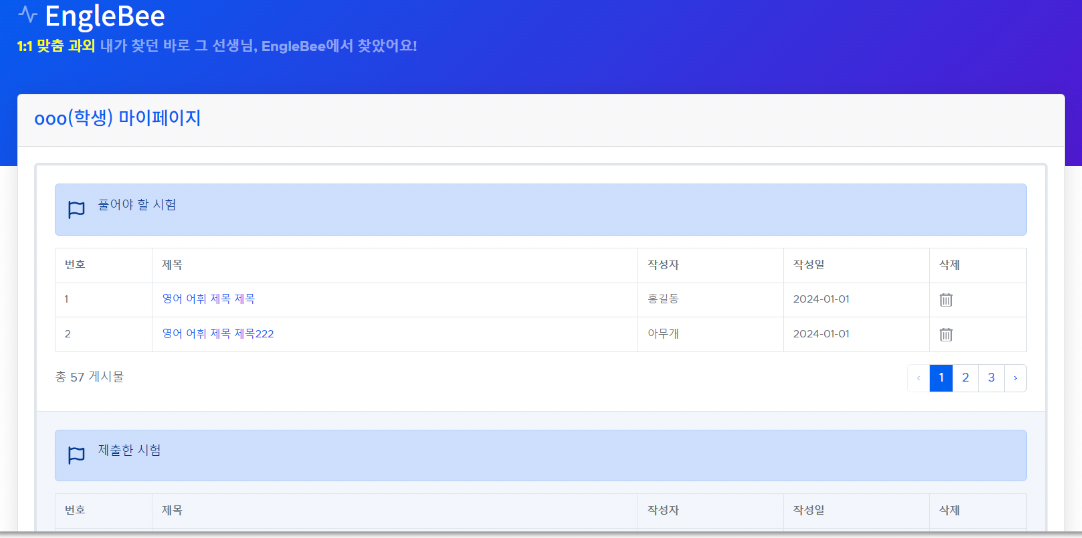 EngleBee
1:1 맞춤 과외 내가 찾던 바로 그 선생님, EngleBee에서 찾았어요!
ooo(학생) 마이페이지
풀어야 할 시험
번호 제목 작성자 작성일 삭제
1 영어 어휘 제목 제목 홍길동 2024-01-01
2 영어 어휘 제목 제목222 아무개 2024-01-01
총 57 게시물 ‹ 1 2 3 ›
제출한 시험
번호 제목 작성자 작성일 삭제